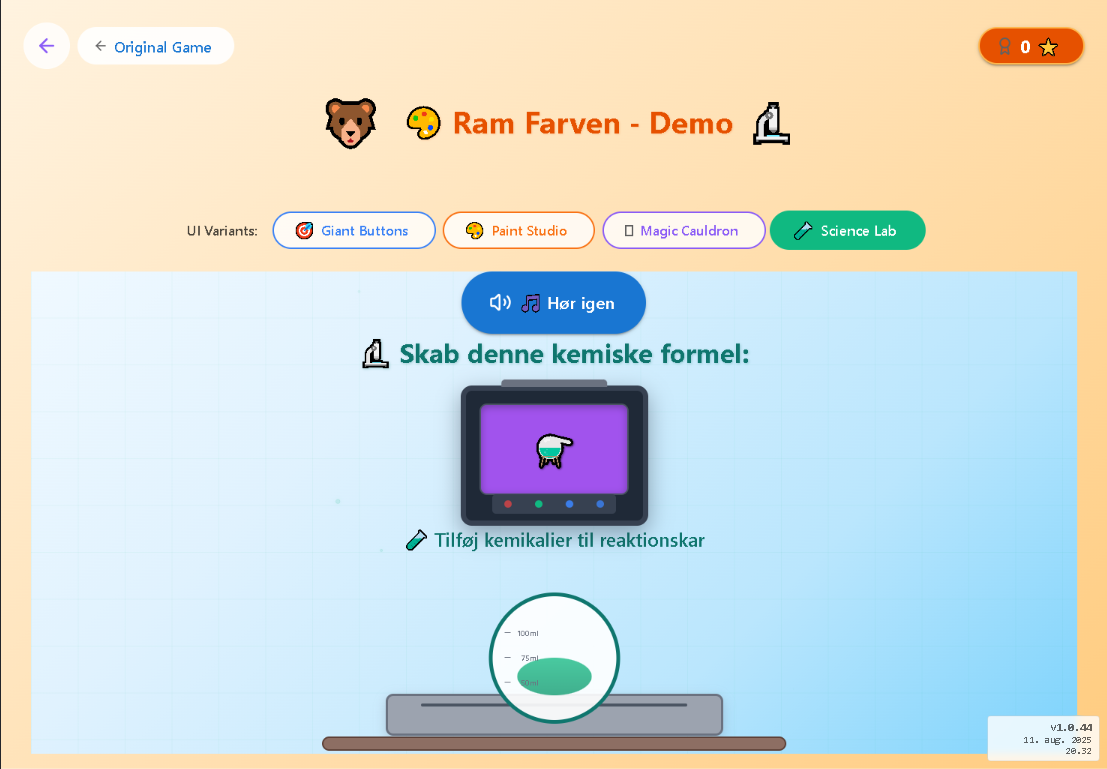 Original Game
0
Ram Farven - Demo
UI Variants:
Giant Buttons
Paint Studio
Magic Cauldron
Science Lab
Hør igen
Skab denne kemiske formel:
Tilføj kemikalier til reaktionskar
100ml
75ml
50ml
v1.0.44
11. aug. 2025
20.32